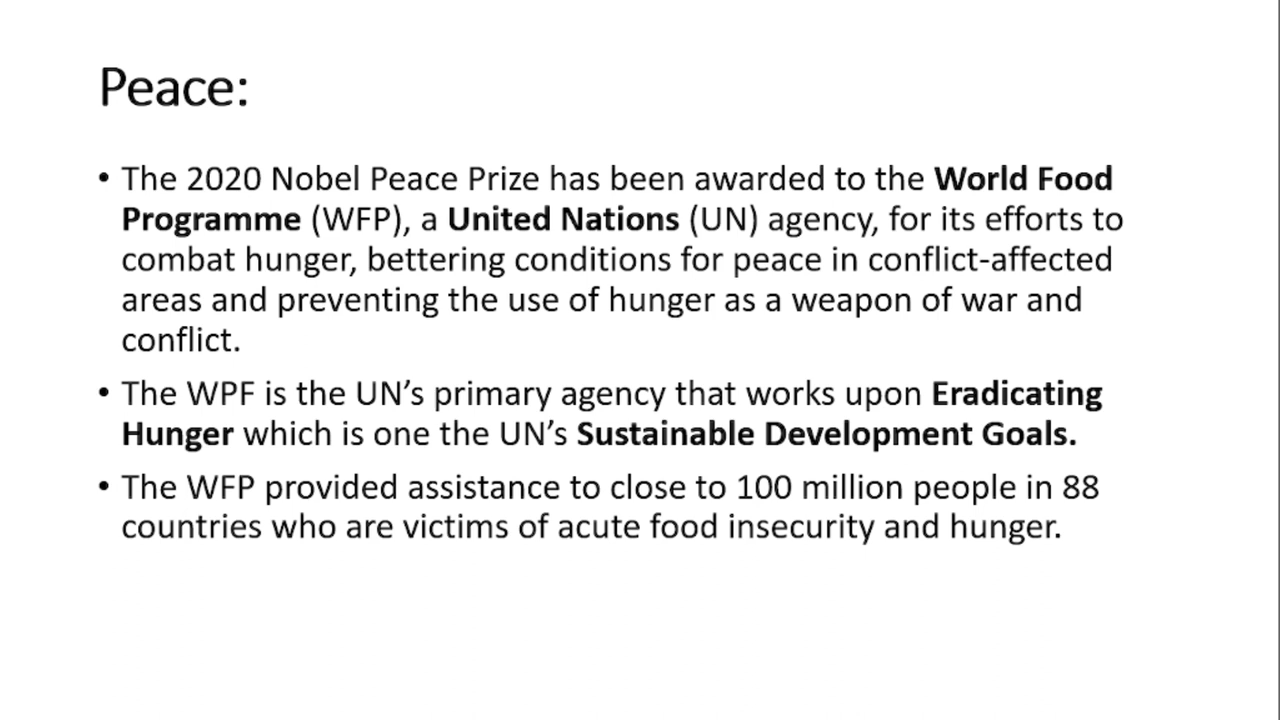 Peace:
• The 2020 Nobel Peace Prize has been awarded to the World Food
Programme (WFP), a United Nations (UN) agency, for its efforts to
combat hunger, bettering conditions for peace in conflict-affected
areas and preventing the use of hunger as a weapon of war and
conflict.
• The WPF is the UN’s primary agency that works upon Eradicating
Hunger which is one the UN’s Sustainable Development Goals.
• The WFP provided assistance to close to 100 million people in 88
countries who are victims of acute food insecurity and hunger.